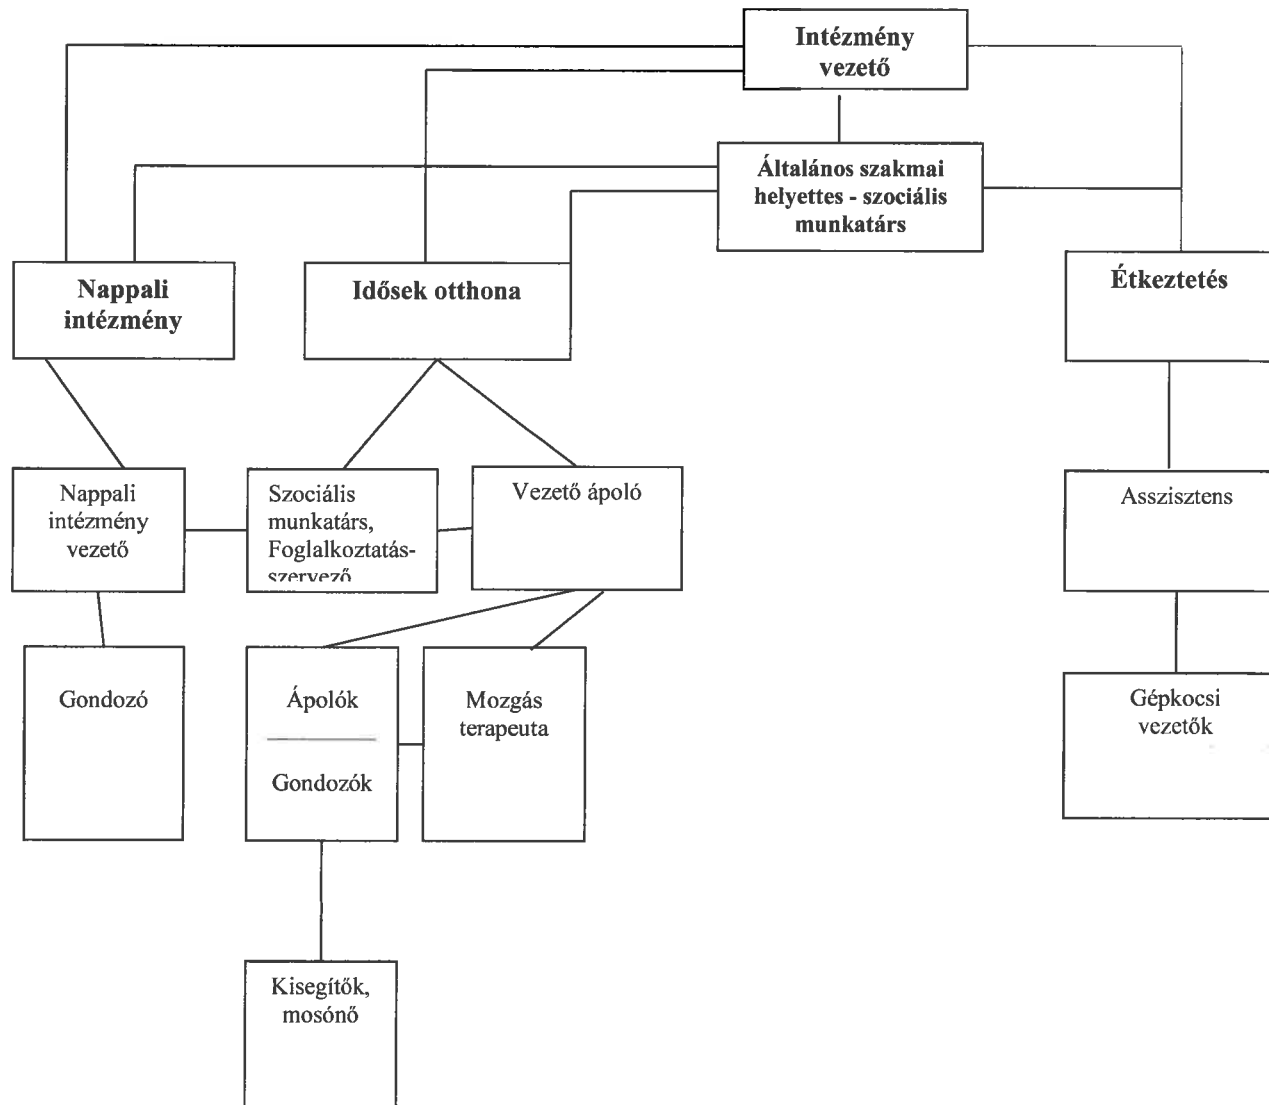 Intézmény
vezető
Általános szakmai
helyettes - szociális
munkatárs
Nappali
intézmény
Idősek otthona
Étkeztetés
Nappali
intézmény
vezető
Szociális
munkatárs,
Foglalkoztatás-
szervező
Vezető ápoló
Asszisztens
Gondozó
Ápolók
Gondozók
Mozgás
terapeuta
Gépkocsi
vezetők
Kisegítők,
mosónő